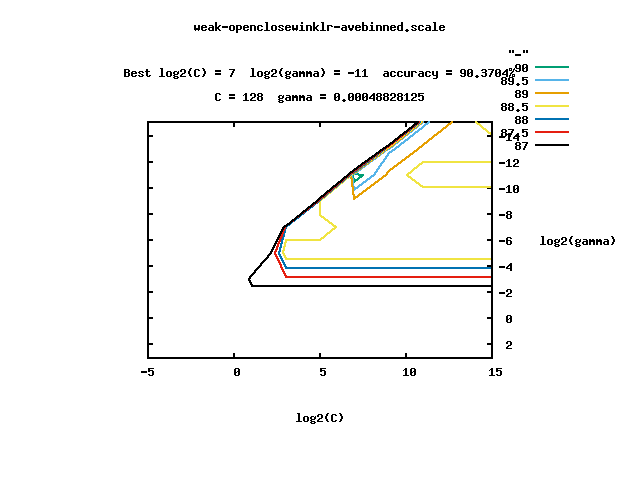 weak-openclosewinklr-avebinned.scale
"-"
Best log2(C) = 7 log2(gamma) = -11 accuracy = 90.3704%
90
89.5
89
88.5
88
87.5
87
C = 128 gamma = 0.00048828125
-14
-12
-10
-8
-6
-4
-2
0
2
log2(gamma)
-5 0 5 10 15
log2(C)